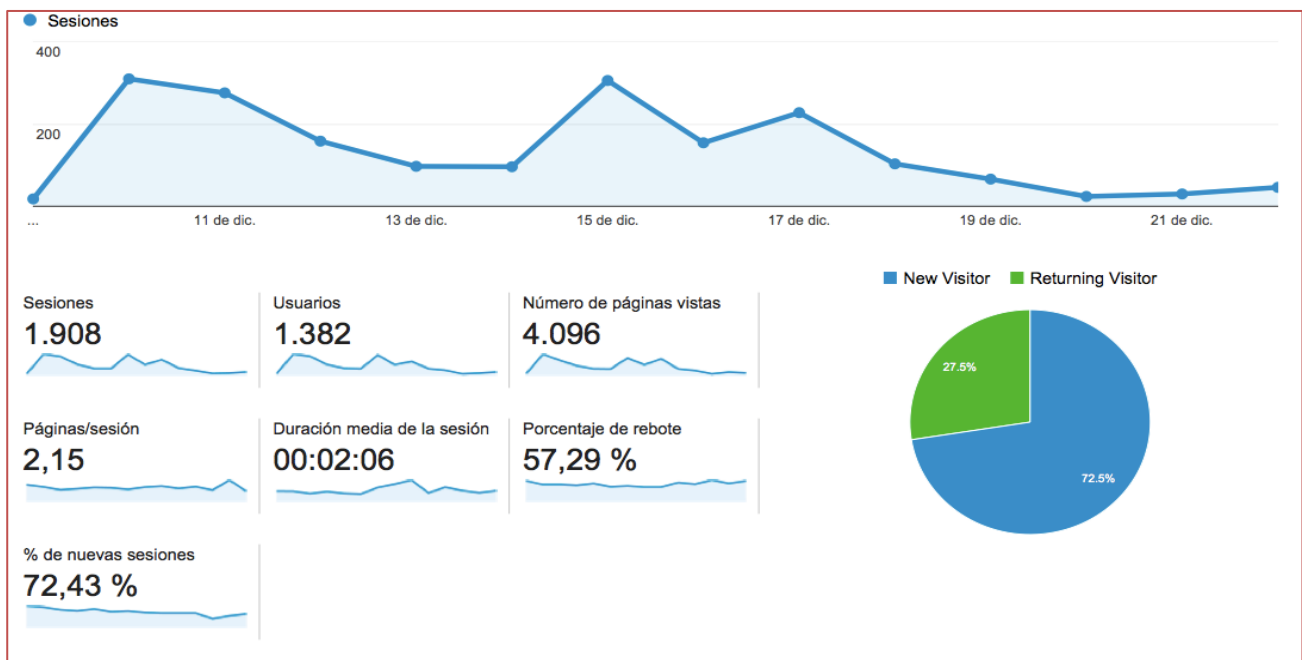 Sesiones
400
200
...
11 de dic.
13 de dic.
15 de dic.
17 de dic.
19 de dic.
21 de dic.
New Visitor
Returning Visitor
Sesiones
1.908
Usuarios
1.382
Número de páginas vistas
4.096
Páginas/sesión
2,15
Duración media de la sesión
00:02:06
Porcentaje de rebote
57,29 %
% de nuevas sesiones
72,43 %
27.5%
72.5%